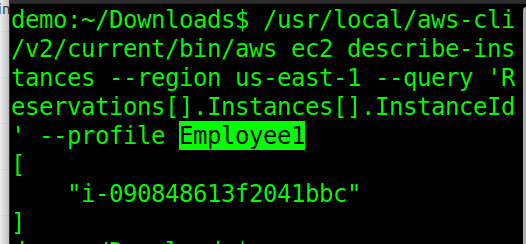 demo:~/Downloads$ /usr/local/aws-cli
/v2/current/bin/aws ec2 describe-ins
tances --region us-east-1 --query 'R
eservations[].Instances[].InstanceId
' --profile Employee1
[
    "i-090848613f2041bbc"
]